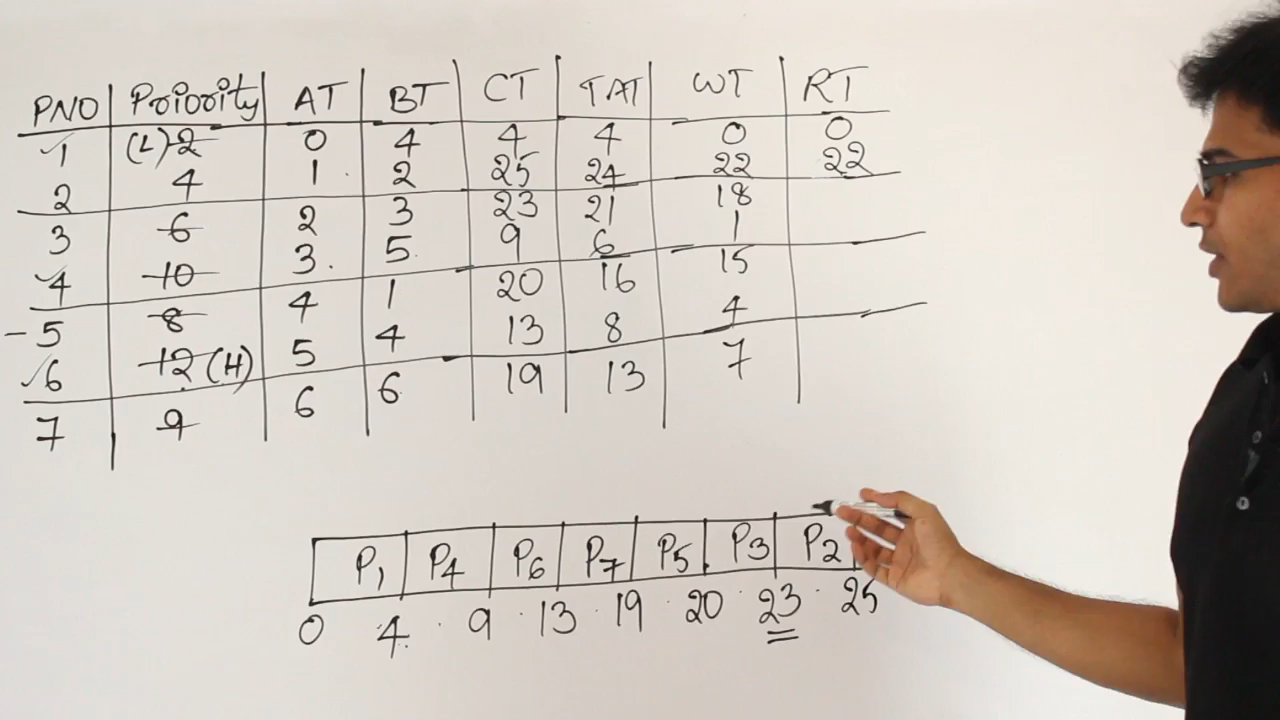 PNO Priority AT BT CT TAT WT RT
1 (L) 2 0 4 4 4 0 0
2 4 1 2 25 24 22 22
3 6 2 3 23 21 18
4 10 3 5 9 6 1
5 8 4 1 20 16 15
6 12 (H) 5 4 13 8 4
7 9 6 6 19 13 7
P1 P4 P6 P7 P5 P3 P2
0 4 9 13 19 20 23 25